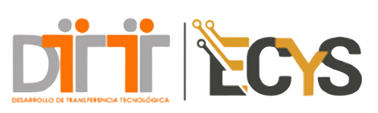 DTT
DESARROLLO DE TRANSFERENCIA TECNOLÓGICA
ECYS